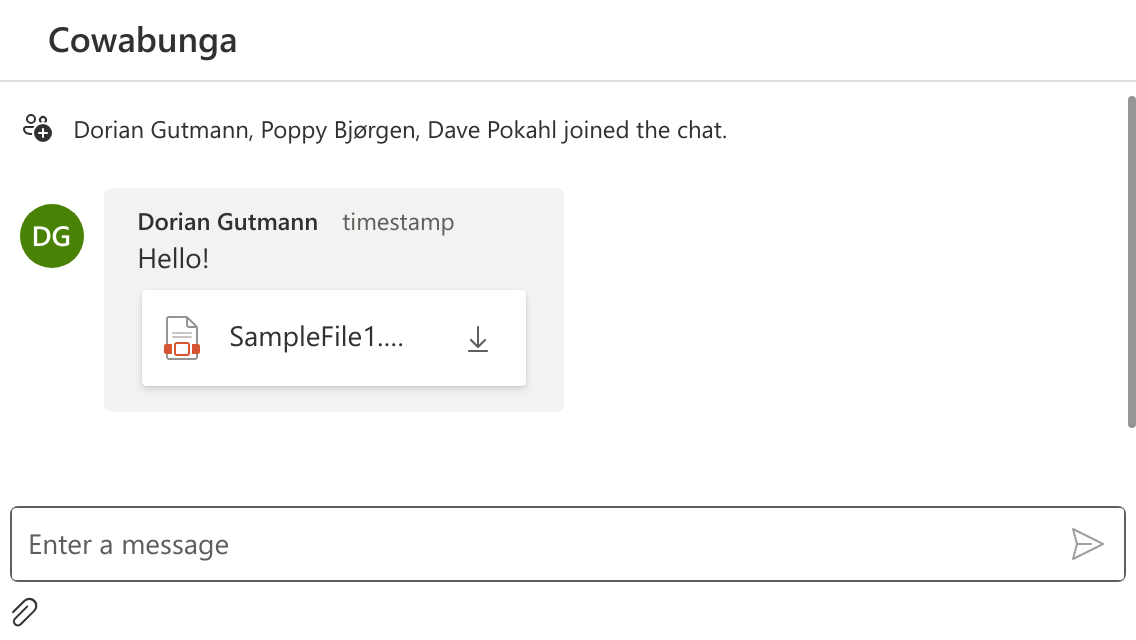 Cowabunga
Dorian Gutmann, Poppy Bjørgen, Dave Pokahl joined the chat.
DG
Dorian Gutmann timestamp
Hello!
SampleFile1....
Enter a message